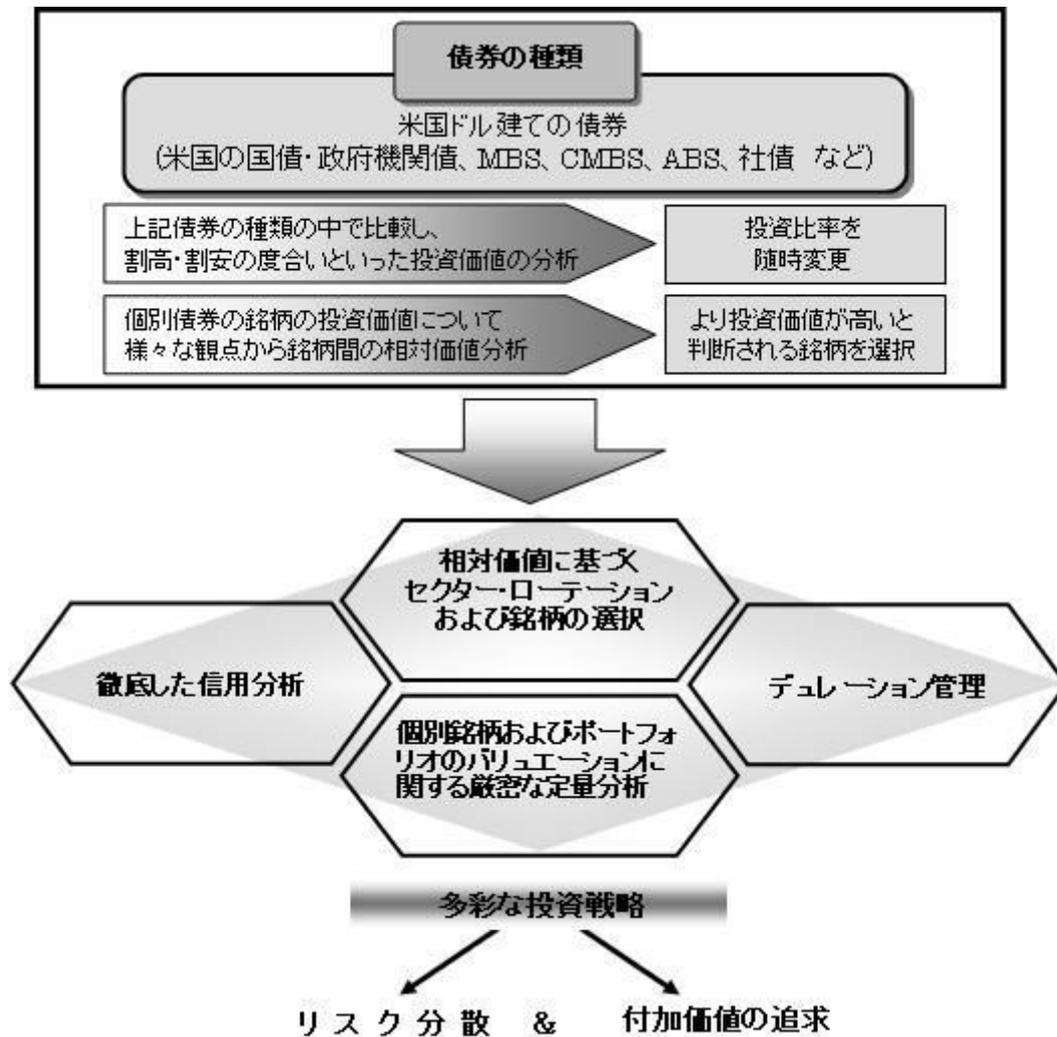 債券の種類
米国ドル建ての債券
(米国の国債・政府機関債、MBS、CMBS、ABS、社債 など)
上記債券の種類の中で比較し、
割高・割安の度合いといった投資価値の分析
投資比率を
随時変更
個別債券の銘柄の投資価値について
様々な観点から銘柄間の相対価値分析
より投資価値が高いと
判断される銘柄を選択
相対価値に基づく
セクター・ローテーション
および銘柄の選択
徹底した信用分析
デュレーション管理
個別銘柄およびポートフォ
リオのバリュエーションに
関する厳密な定量分析
多彩な投資戦略
リスク分散 & 付加価値の追求